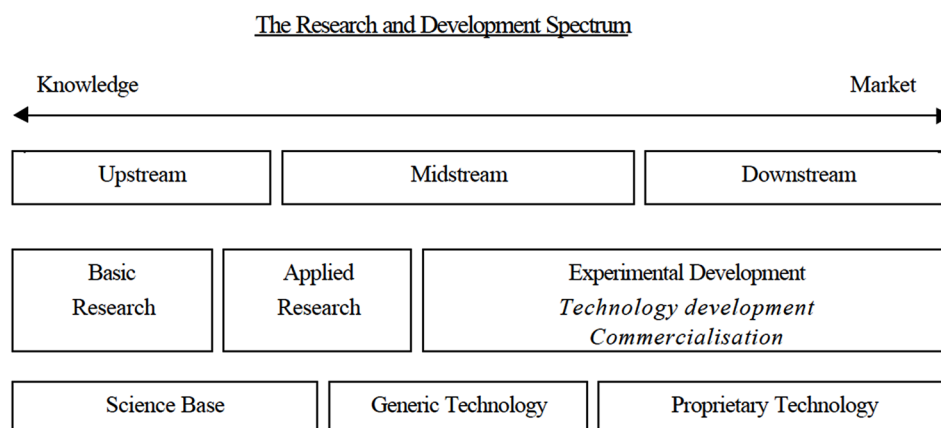 The Research and Development Spectrum
Knowledge Market
Upstream Midstream Downstream
Basic Applied Experimental Development
Research Research Technology development
Commercialisation
Science Base Generic Technology Proprietary Technology